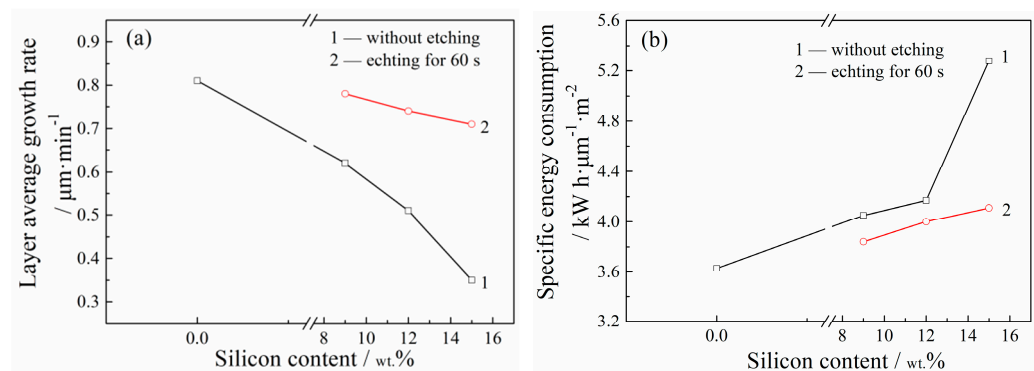 (a)
1 — without etching
2 — echting for 60 s
Layer average growth rate
/ μm·min⁻¹
0.9
0.8
0.7
0.6
0.5
0.4
0.3
2
1
0.0 8 10 12 14 16
Silicon content / wt.%
(b)
1 — without etching
2 — echting for 60 s
Specific energy consumption
/ kW h·μm⁻¹·m⁻²
5.6
5.2
4.8
4.4
4.0
3.6
3.2
1
2
0.0 8 10 12 14 16
Silicon content / wt.%